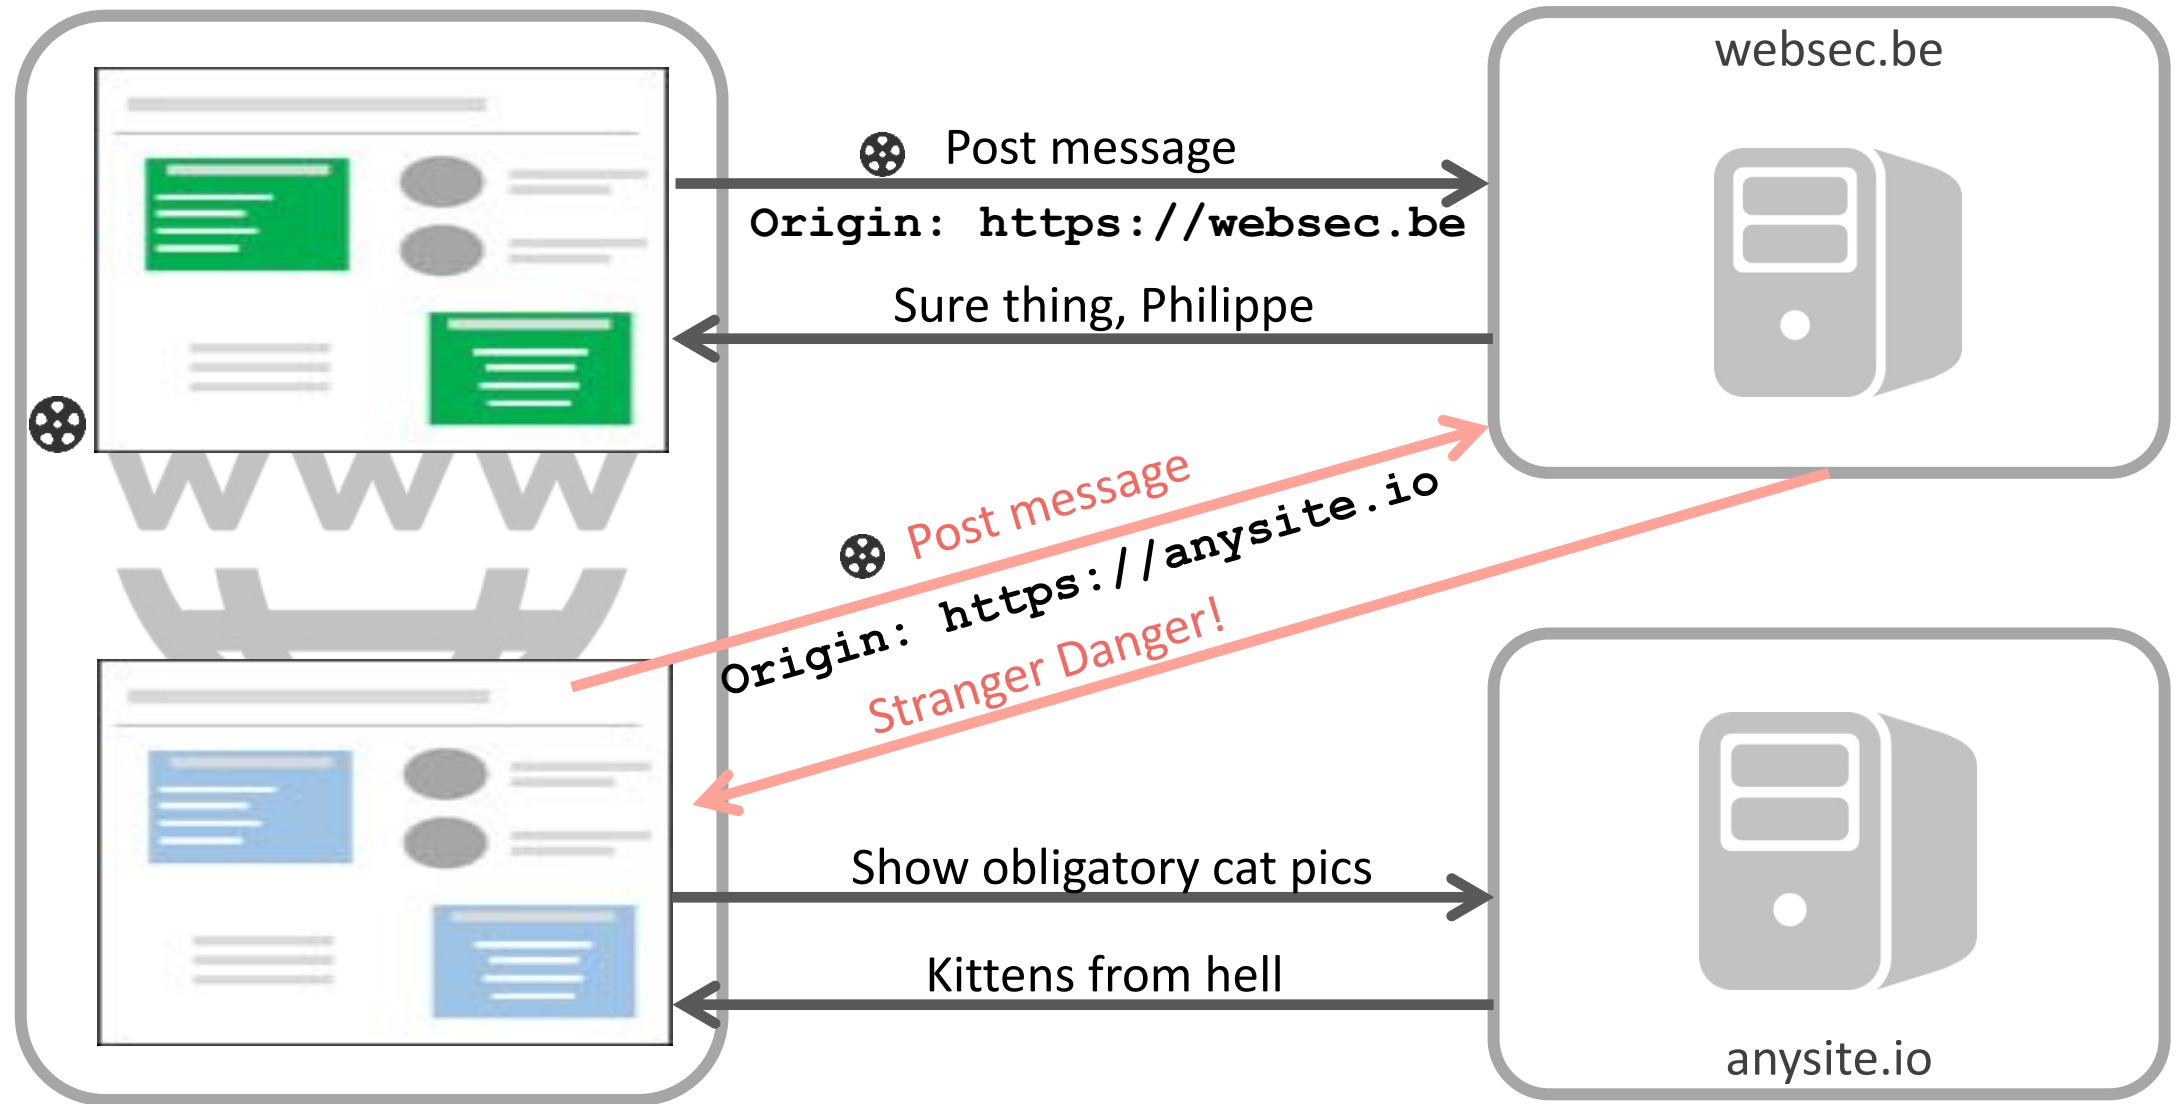 websec.be
Post message
Origin: https://websec.be
Sure thing, Philippe
www
Post message
Origin: https://anysite.io
Stranger Danger!
Show obligatory cat pics
Kittens from hell
anysite.io